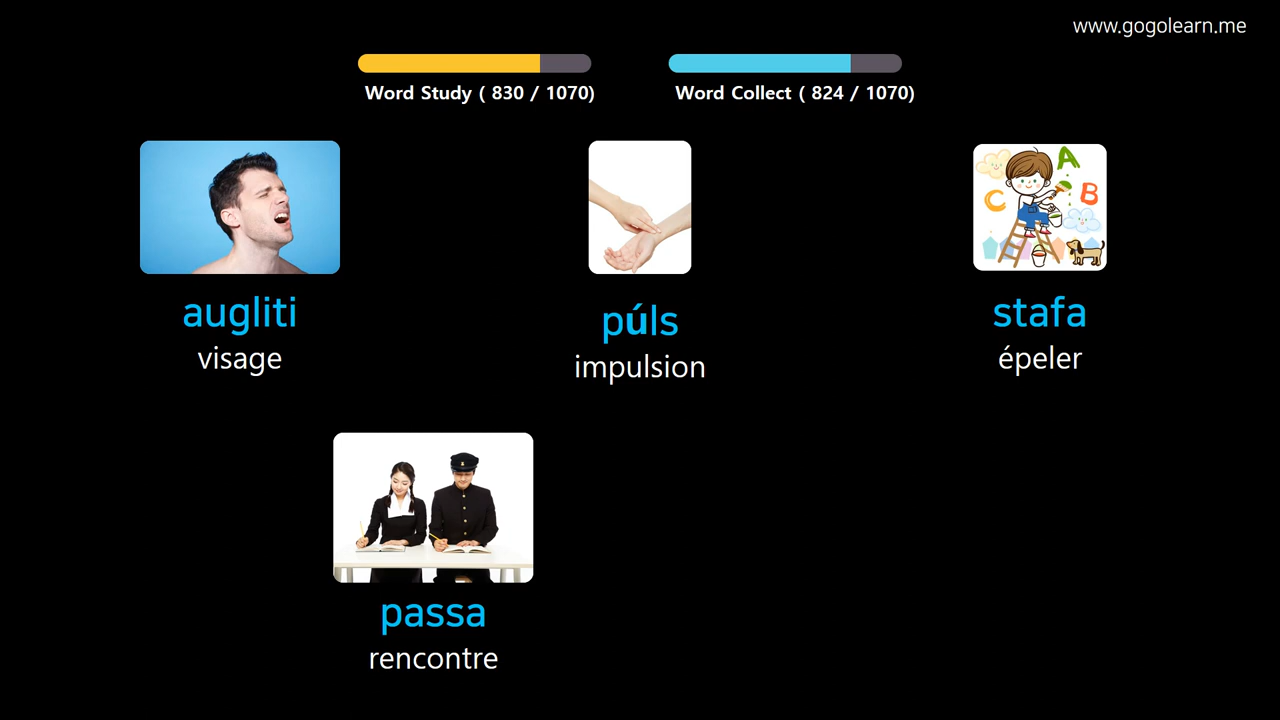 www.gogolearn.me
Word Study ( 830 / 1070)
Word Collect ( 824 / 1070)
augliti
visage
púls
impulsion
stafa
épeler
A
B
C
passa
rencontre